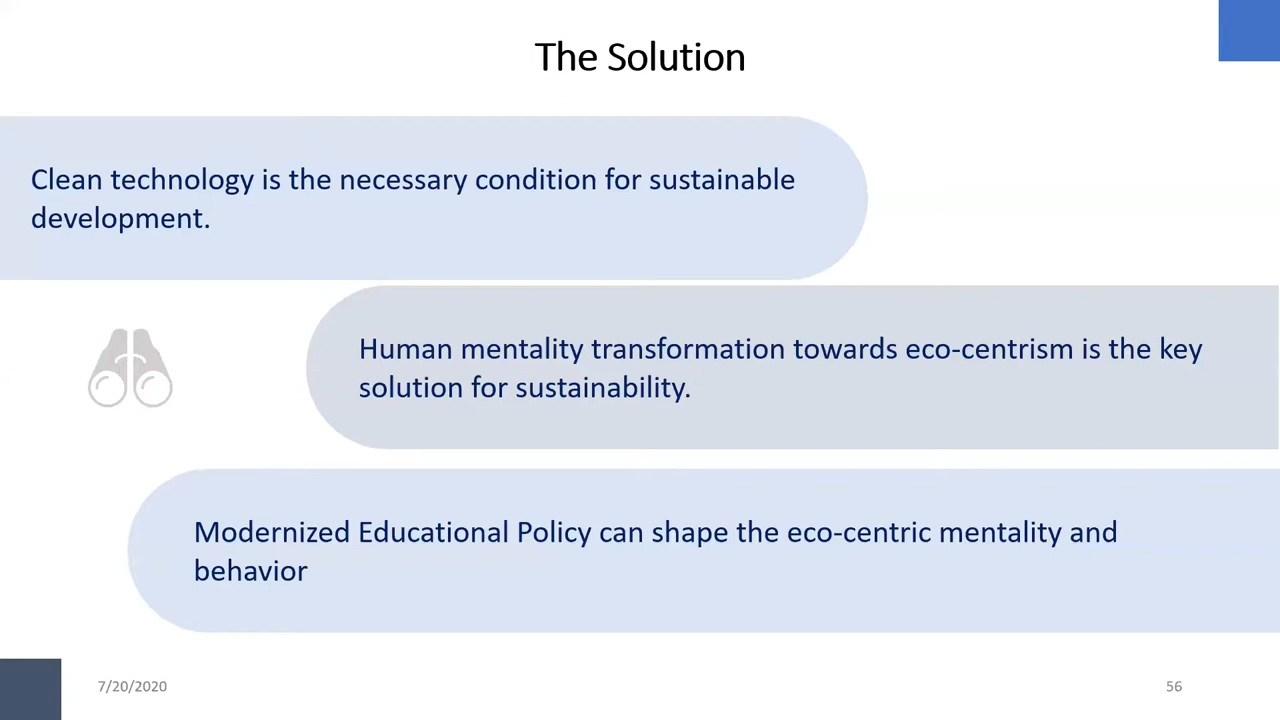 The Solution
Clean technology is the necessary condition for sustainable
development.
Human mentality transformation towards eco-centrism is the key
solution for sustainability.
Modernized Educational Policy can shape the eco-centric mentality and
behavior
7/20/2020
56